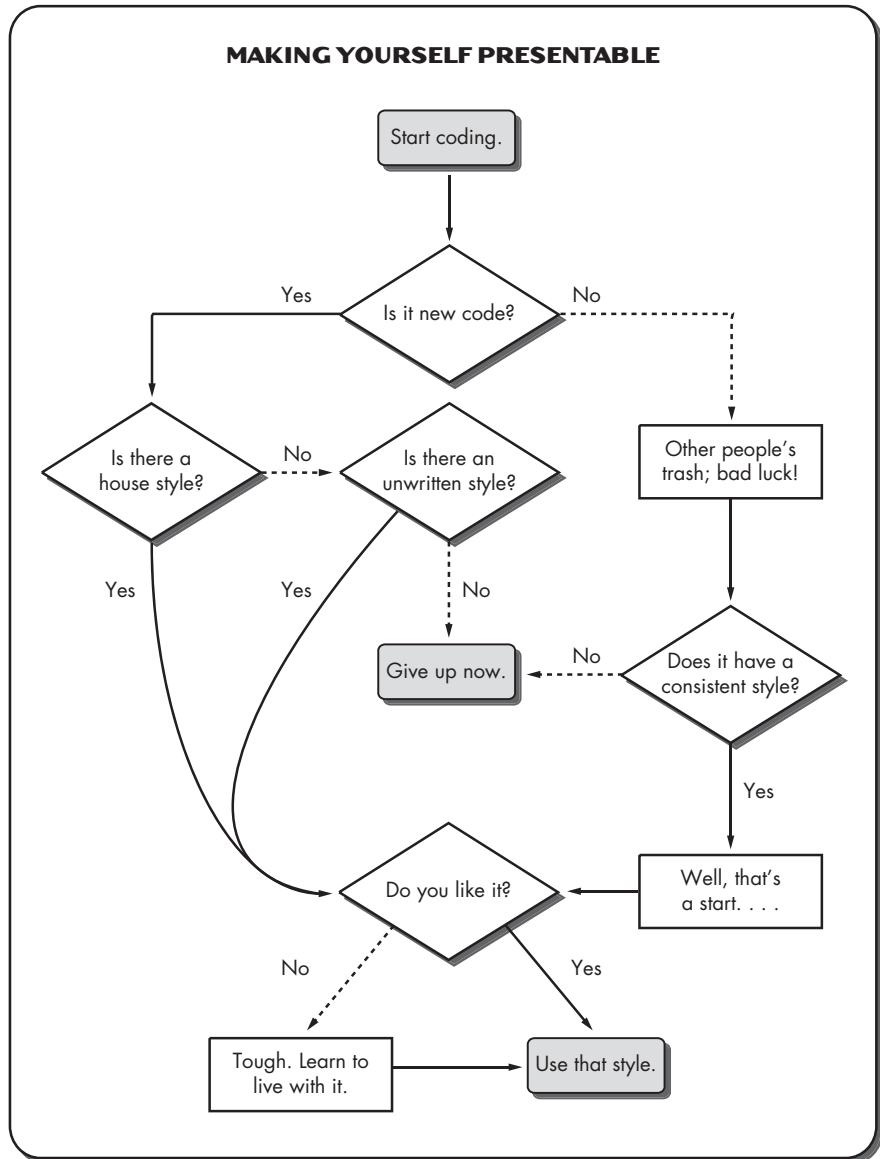 MAKING YOURSELF PRESENTABLE
Start coding.
Is it new code?
Yes
No
Is there a
house style?
No
Is there an
unwritten style?
Other people's
trash; bad luck!
Yes
Yes
No
Give up now.
No
Does it have a
consistent style?
Yes
Well, that's
a start. . . .
Do you like it?
No
Yes
Tough. Learn to
live with it.
Use that style.